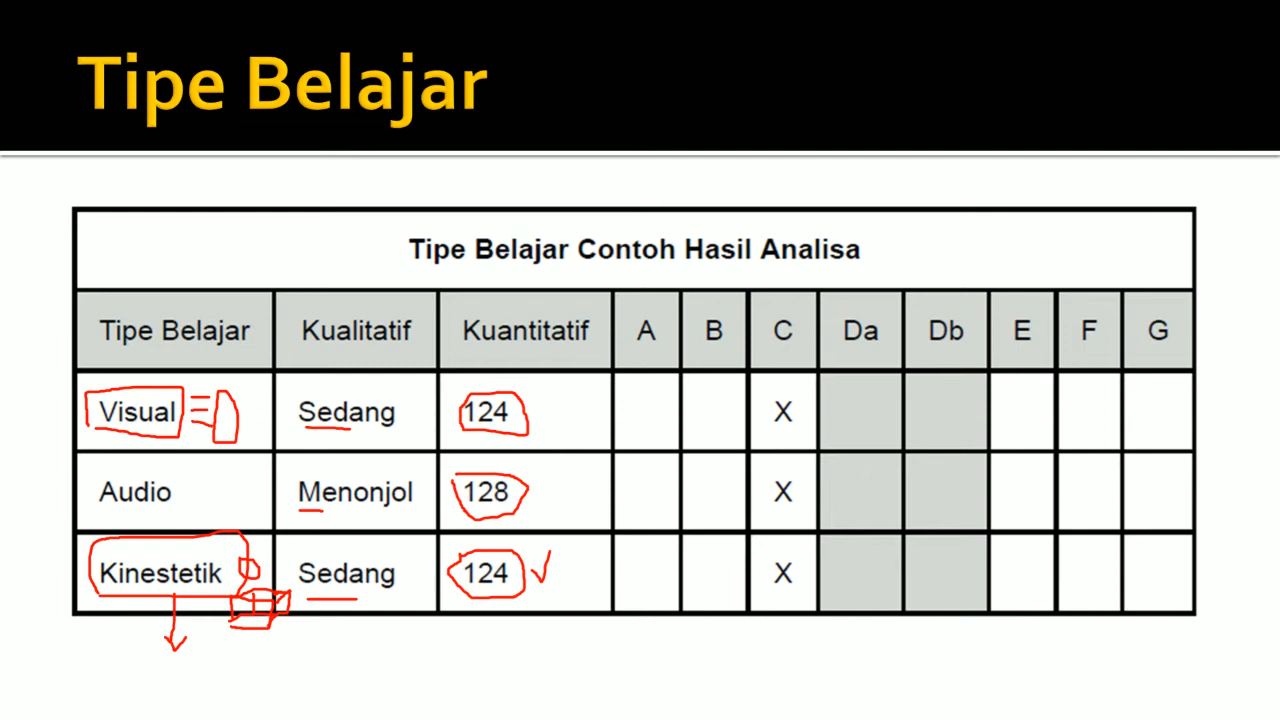 Tipe Belajar
Tipe Belajar Contoh Hasil Analisa
Tipe Belajar Kualitatif Kuantitatif A B C Da Db E F G
Visual Sedang 124 X
Audio Menonjol 128 X
Kinestetik Sedang 124 X